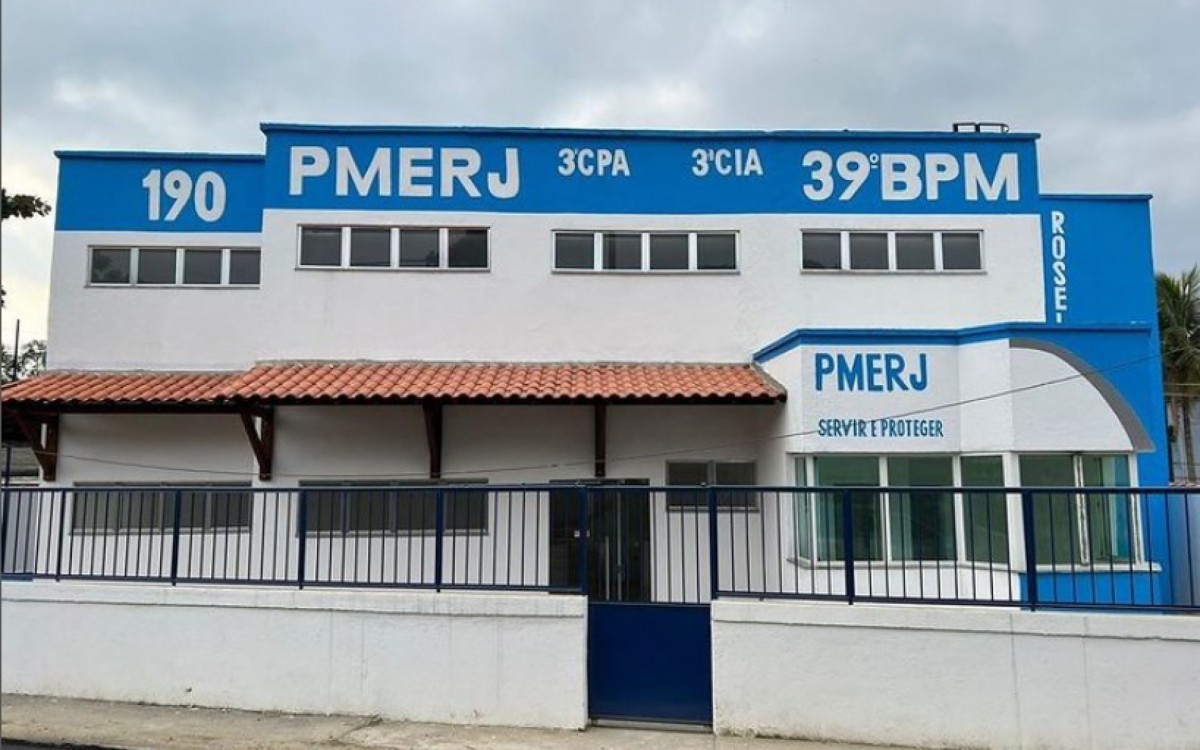 190
PMERJ 3ºCPA 3ªCIA 39ºBPM
ROSE'
PMERJ
SERVIR E PROTEGER